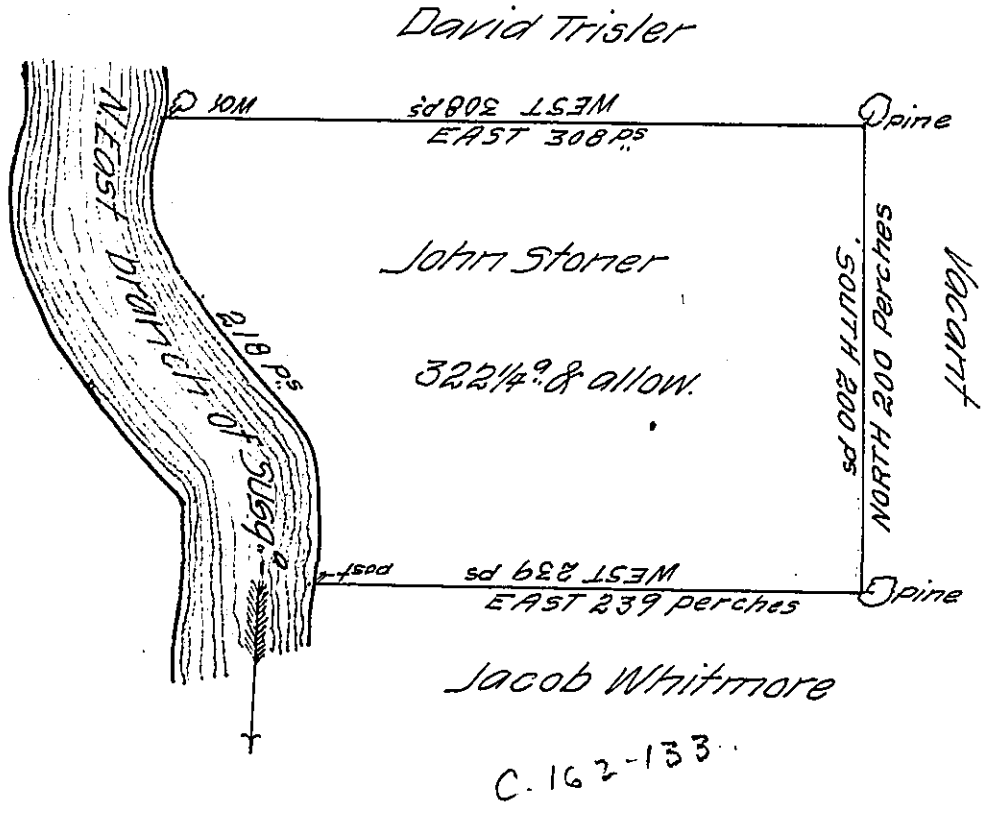 David Trisler
WEST 308 ps
EAST 308 Ps
pine
N.East branch of Susqa
218 Ps
John Stoner
322 1/4 a. & allow.
SOUTH 200 ps
NORTH 200 Perches
Vacant
post
WEST 239 ps
EAST 239 perches
pine
Jacob Whitmore
C. 162-133..